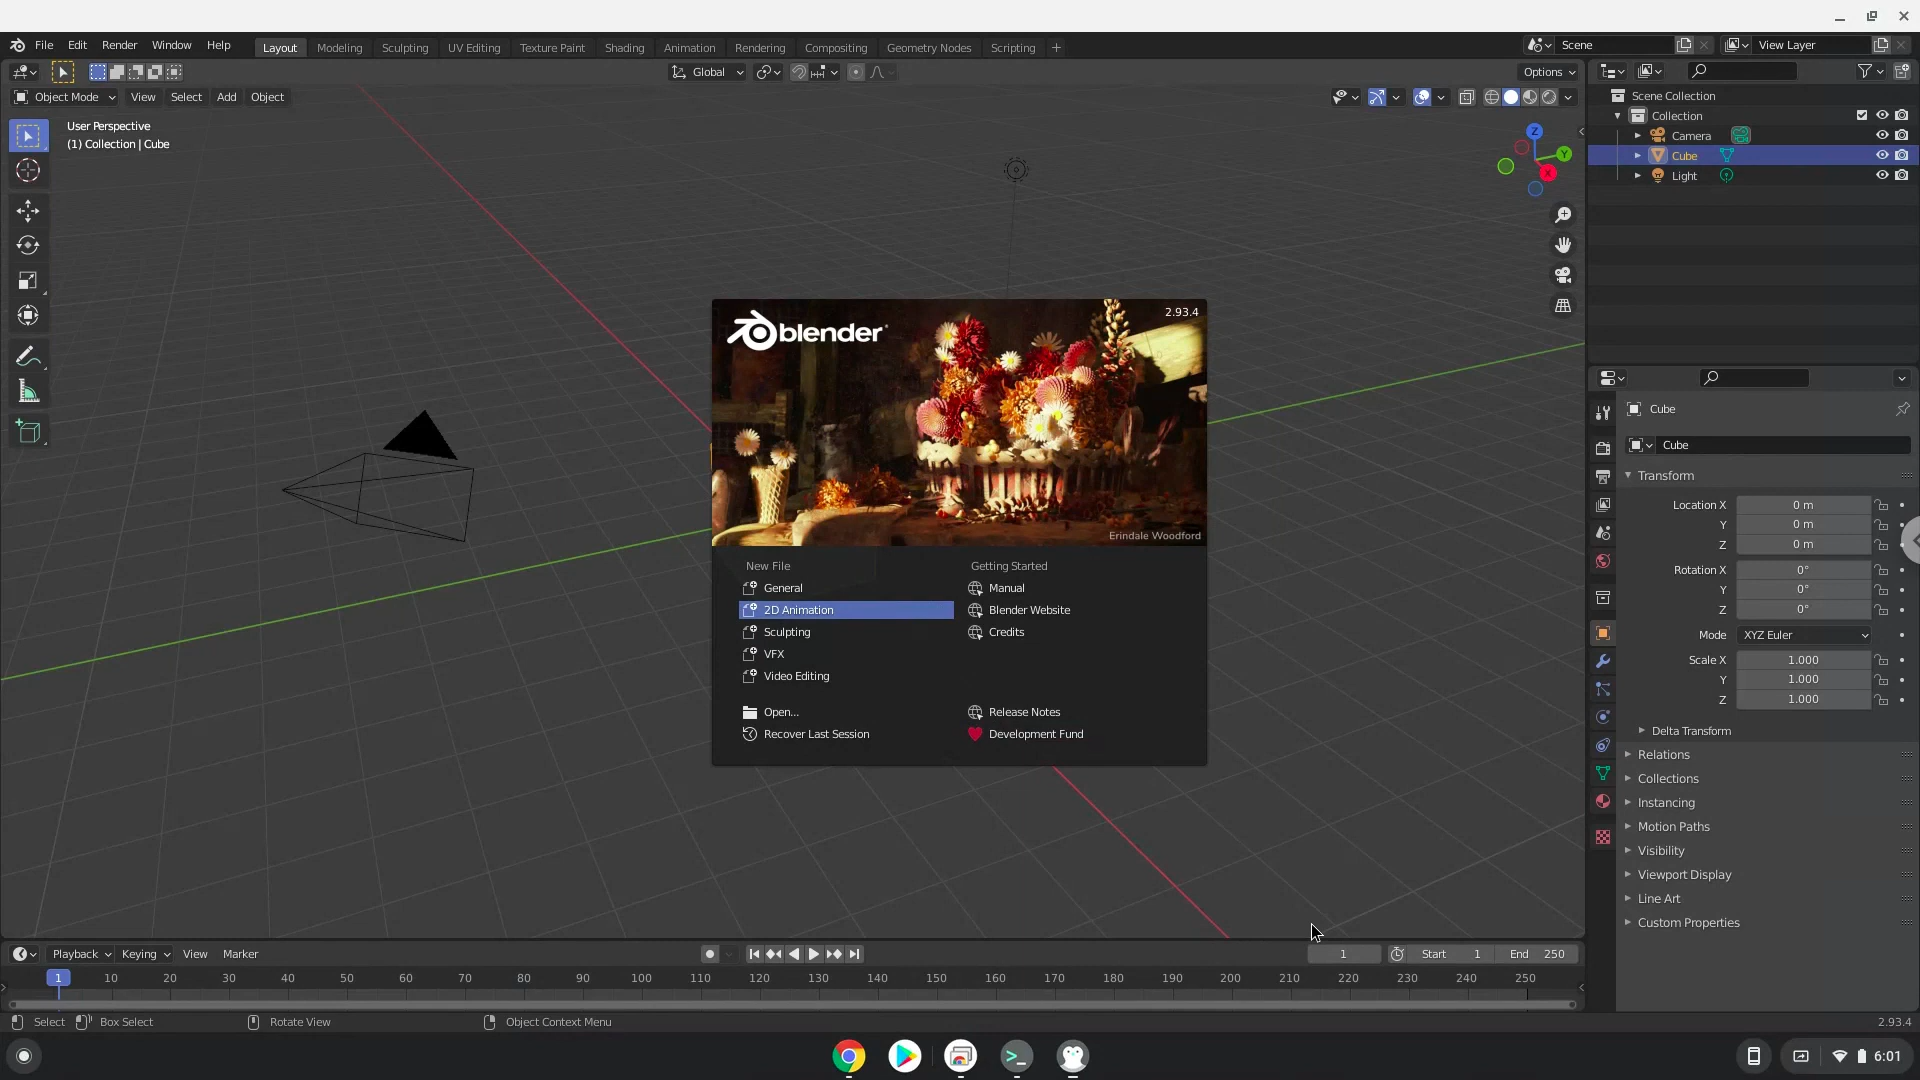 File Edit Render Window Help Layout Modeling Sculpting UV Editing Texture Paint Shading Animation Rendering Compositing Geometry Nodes Scripting + Scene View Layer
Global Options
Object Mode View Select Add Object
User Perspective
(1) Collection | Cube
Z
Y
X
Scene Collection
Collection
Camera
Cube
Light
blender
2.93.4
Erindale Woodford
New File
General
2D Animation
Sculpting
VFX
Video Editing
Open...
Recover Last Session
Getting Started
Manual
Blender Website
Credits
Release Notes
Development Fund
Cube
Cube
Transform
Location X 0 m
Y 0 m
Z 0 m
Rotation X 0°
Y 0°
Z 0°
Mode XYZ Euler
Scale X 1.000
Y 1.000
Z 1.000
Delta Transform
Relations
Collections
Instancing
Motion Paths
Visibility
Viewport Display
Line Art
Custom Properties
Playback Keying View Marker 1 Start 1 End 250
1 10 20 30 40 50 60 70 80 90 100 110 120 130 140 150 160 170 180 190 200 210 220 230 240 250
Select Box Select Rotate View Object Context Menu 2.93.4
6:01